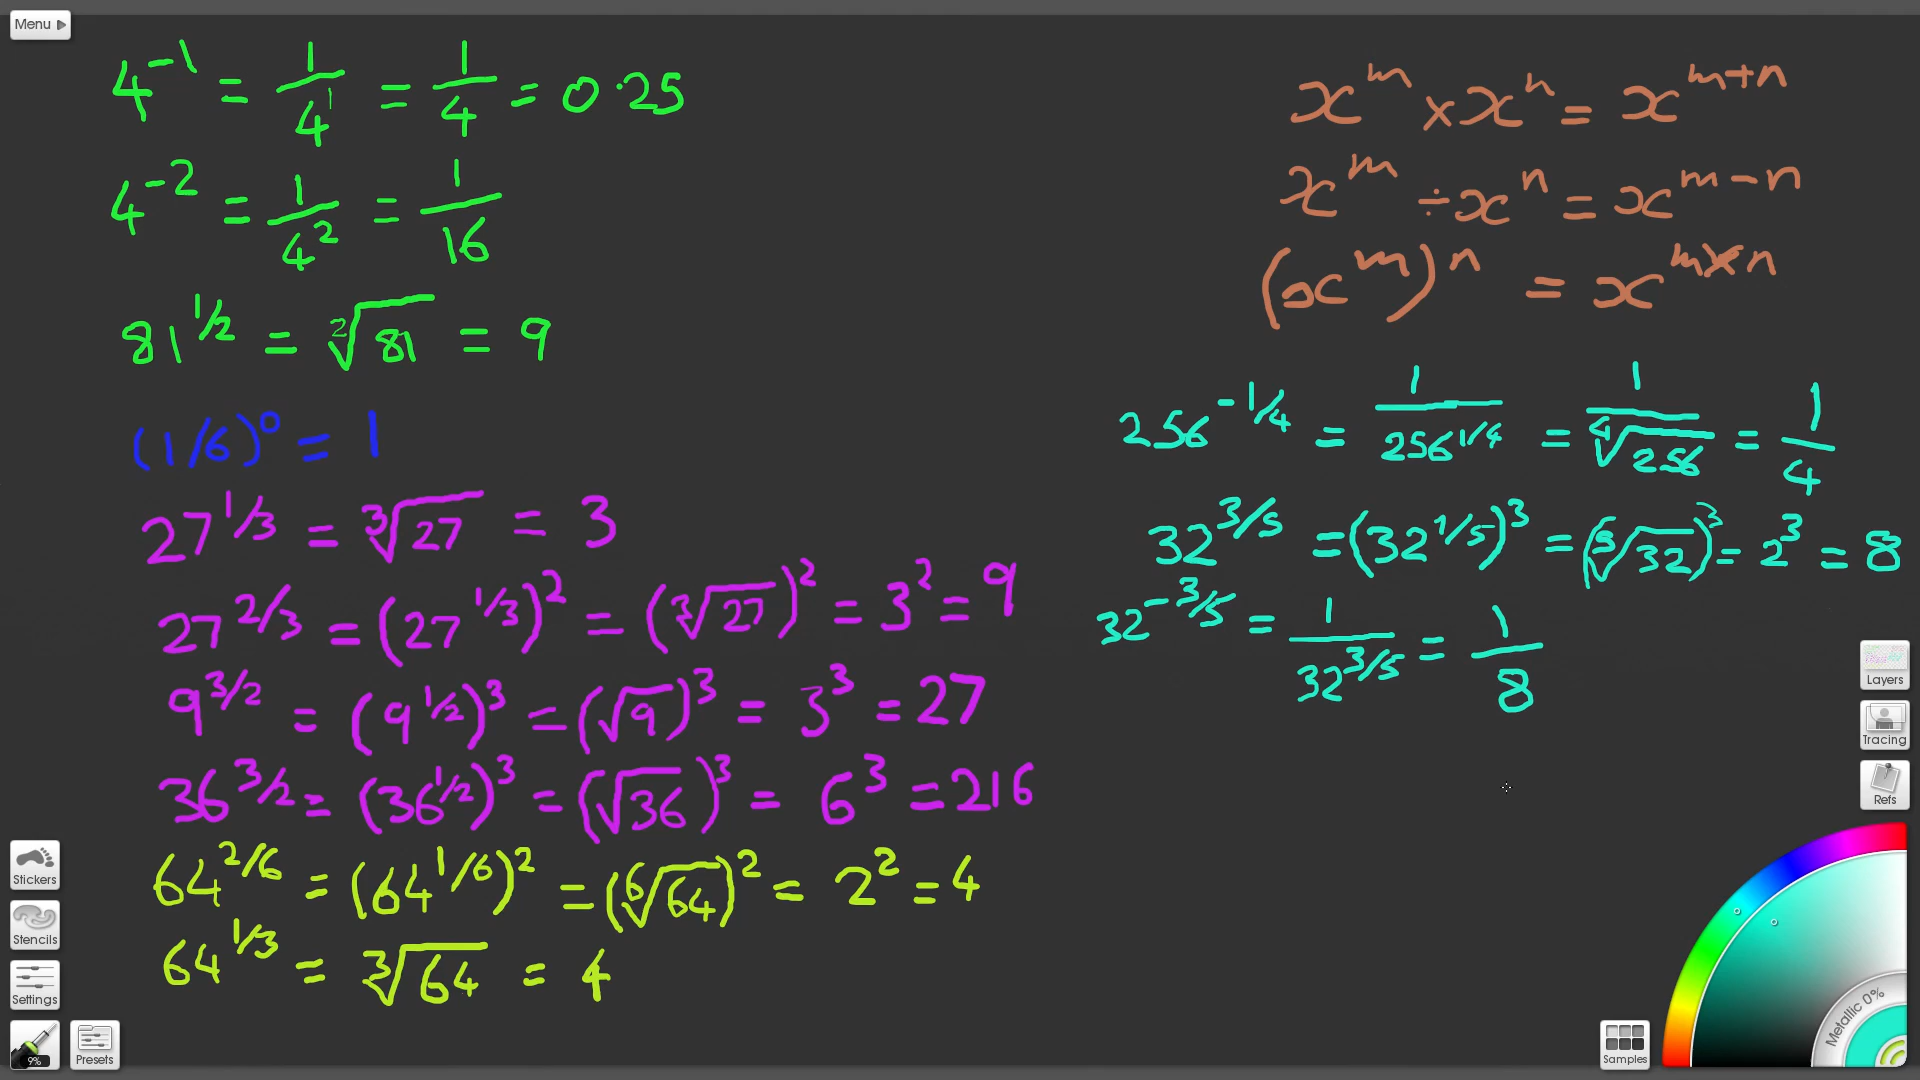 Menu
4^-1 = 1/4^1 = 1/4 = 0.25
4^-2 = 1/4^2 = 1/16
81^1/2 = ²√81 = 9
(1/6)^0 = 1
27^1/3 = ³√27 = 3
27^2/3 = (27^1/3)^2 = (³√27)^2 = 3^2 = 9
9^3/2 = (9^1/2)^3 = (√9)^3 = 3^3 = 27
36^3/2 = (36^1/2)^3 = (√36)^3 = 6^3 = 216
64^2/6 = (64^1/6)^2 = (⁶√64)^2 = 2^2 = 4
64^1/3 = ³√64 = 4
x^m × x^n = x^m+n
x^m ÷ x^n = x^m-n
(x^m)^n = x^m×n
256^-1/4 = 1/256^1/4 = 1/⁴√256 = 1/4
32^3/5 = (32^1/5)^3 = (⁵√32)^3 = 2^3 = 8
32^-3/5 = 1/32^3/5 = 1/8
Layers
Tracing
Refs
Stickers
Stencils
Settings
9%
Presets
Samples
Metallic 0%